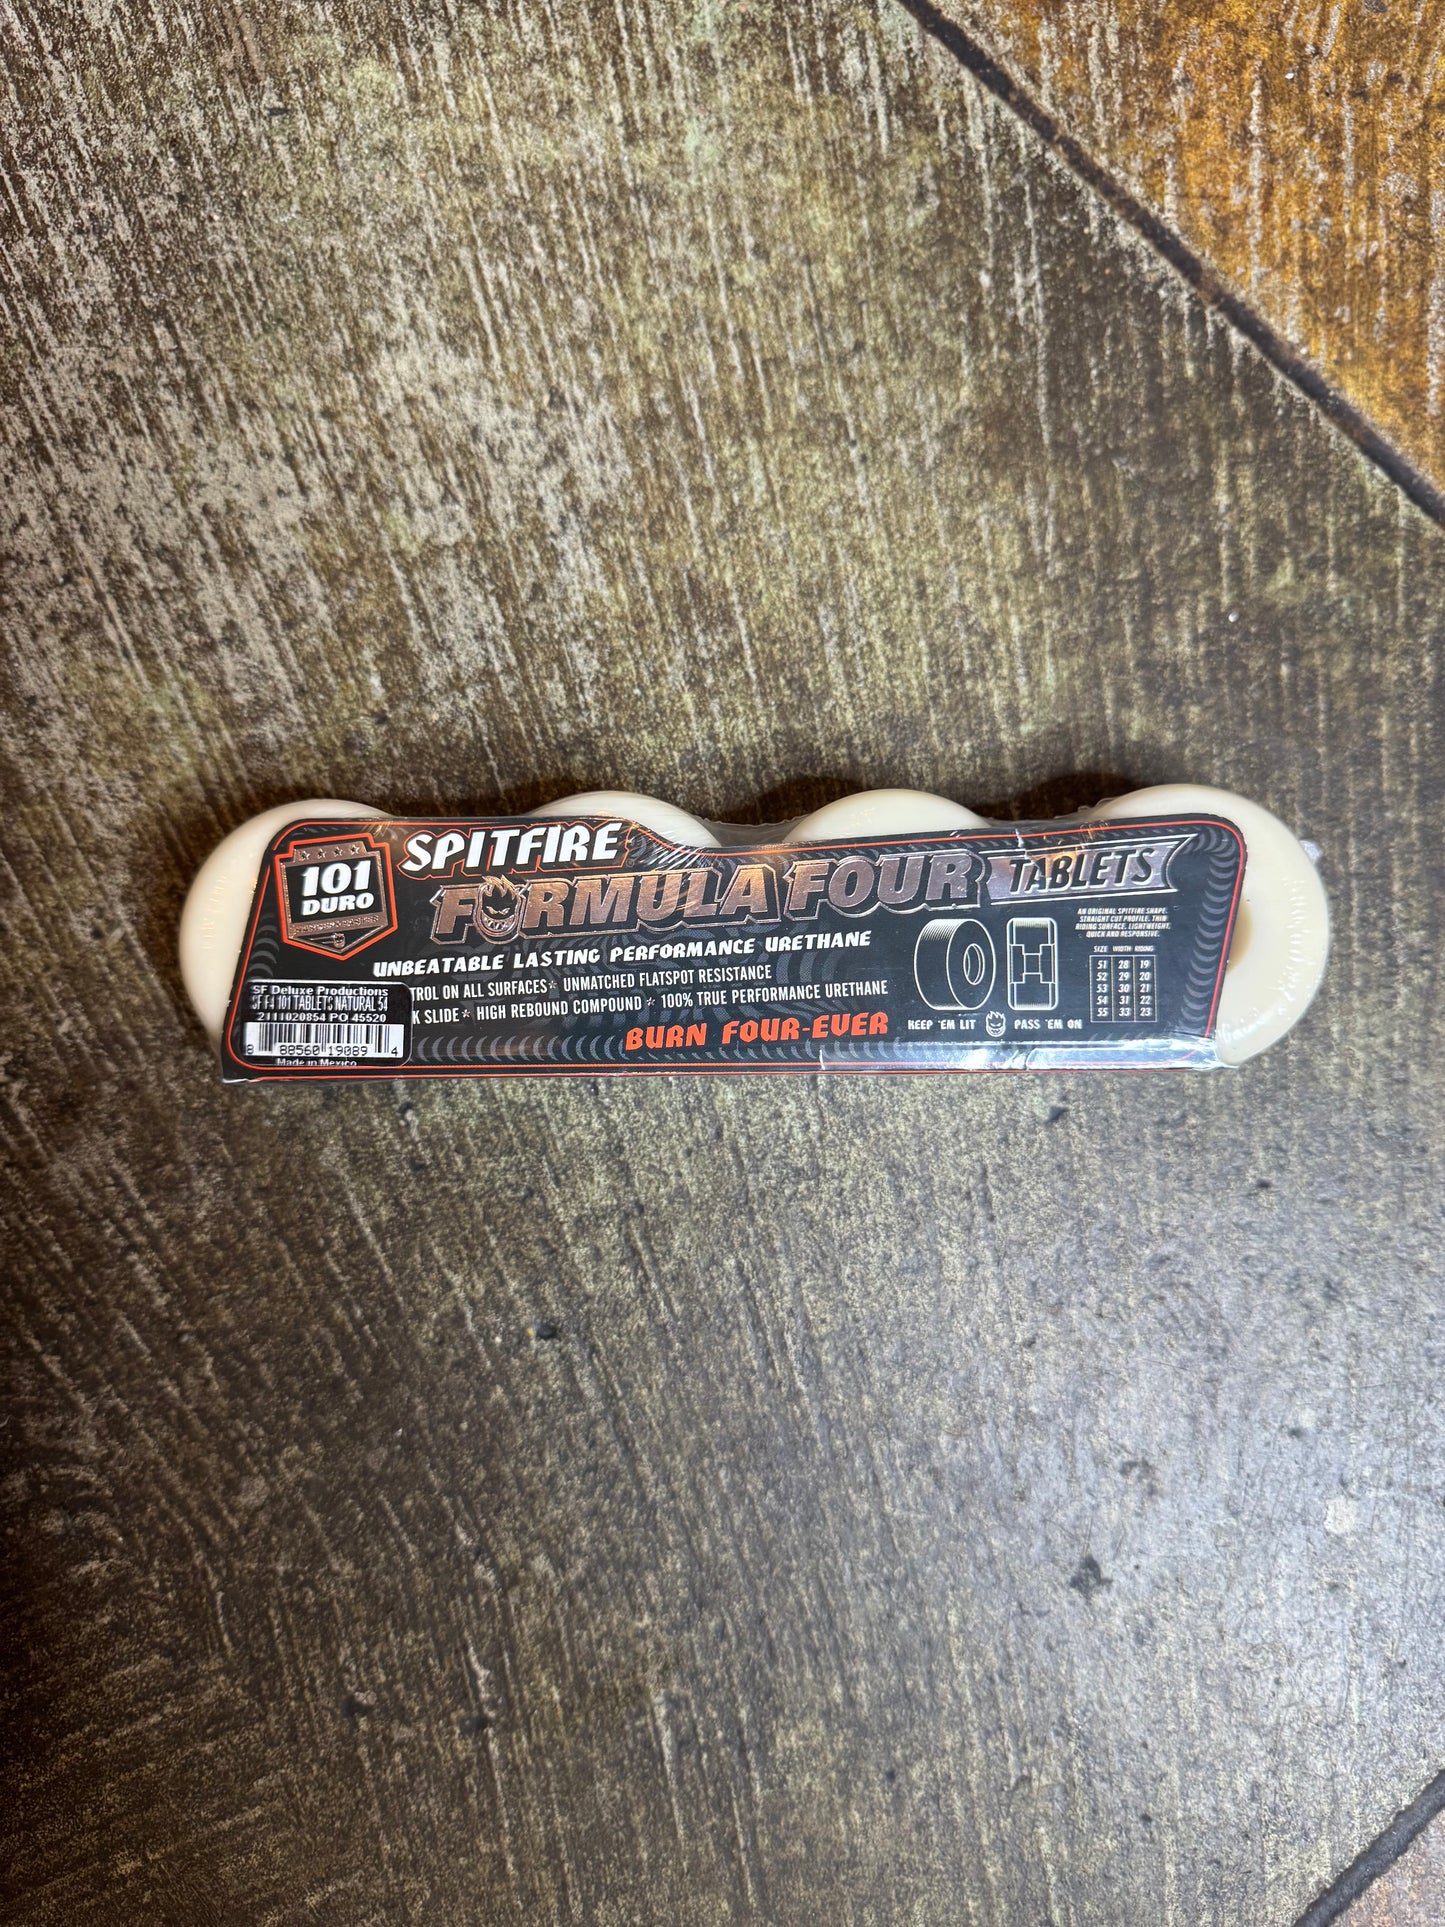 101
DURO
SPITFIRE
FORMULA FOUR
TABLETS
UNBEATABLE LASTING PERFORMANCE URETHANE
TROL ON ALL SURFACES* UNMATCHED FLATSPOT RESISTANCE
K SLIDE* HIGH REBOUND COMPOUND * 100% TRUE PERFORMANCE URETHANE
BURN FOUR-EVER
KEEP 'EM LIT
PASS 'EM ON
AN ORIGINAL SPITFIRE SHAPE.
STRAIGHT CUT PROFILE. THIN
RIDING SURFACE. LIGHTWEIGHT,
QUICK AND RESPONSIVE.
SIZE WIDTH RIDING
51 28 19
52 29 20
53 30 21
54 31 22
55 33 23
SF Deluxe Productions
SF F4 101 TABLETS NATURAL 54
2111020854 PO 45520
8 88560 19089 4
Made in Mexico